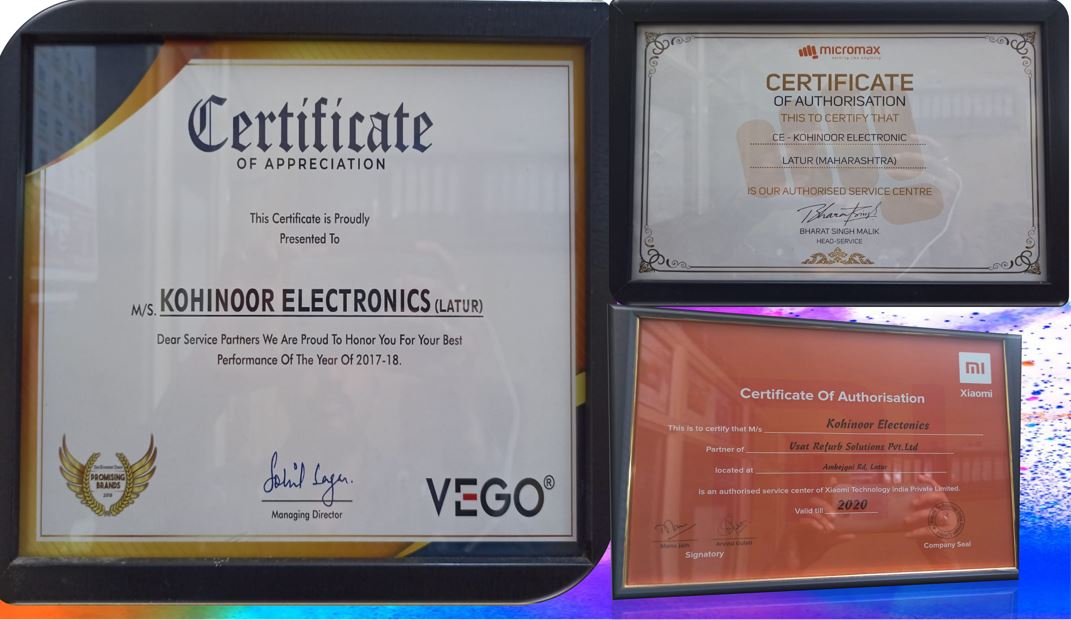 Certificate
OF APPRECIATION
This Certificate is Proudly
Presented To
M/S. KOHINOOR ELECTRONICS (LATUR)
Dear Service Partners We Are Proud To Honor You For Your Best
Performance Of The Year Of 2017-18.
PROMISING
BRANDS
Managing Director
VEGO®
micromax
CERTIFICATE
OF AUTHORISATION
THIS TO CERTIFY THAT
CE - KOHINOOR ELECTRONIC
LATUR (MAHARASHTRA)
IS OUR AUTHORISED SERVICE CENTRE
BHARAT SINGH MALIK
HEAD-SERVICE
mi
Xiaomi
Certificate Of Authorisation
This is to certify that M/s Kohinoor Electonics
Partner of Usat Refurb Solutions Pvt.Ltd
located at Ambejgai Rd, Latur
is an authorised service center of Xiaomi Technology India Private Limited.
Valid till 2020
Manu Jain Arvind Gulati
Signatory
Company Seal